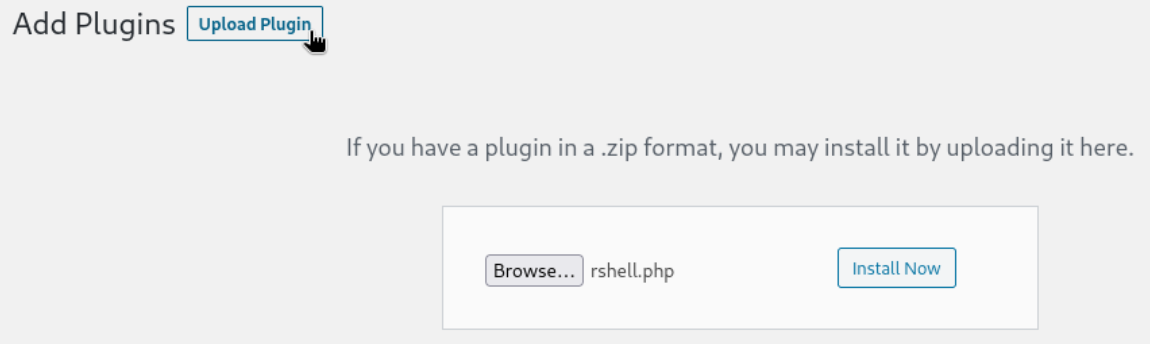 Add Plugins Upload Plugin
If you have a plugin in a .zip format, you may install it by uploading it here.
Browse... rshell.php Install Now